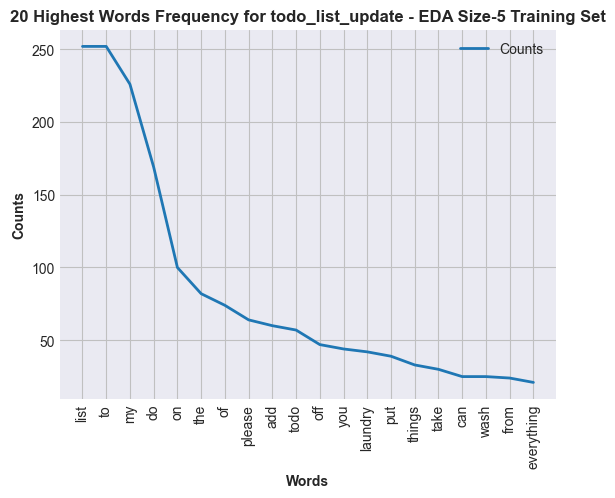 20 Highest Words Frequency for todo_list_update - EDA Size-5 Training Set
Counts
250
200
150
100
50
Counts
list
to
my
do
on
the
of
please
add
todo
off
you
laundry
put
things
take
can
wash
from
everything
Words